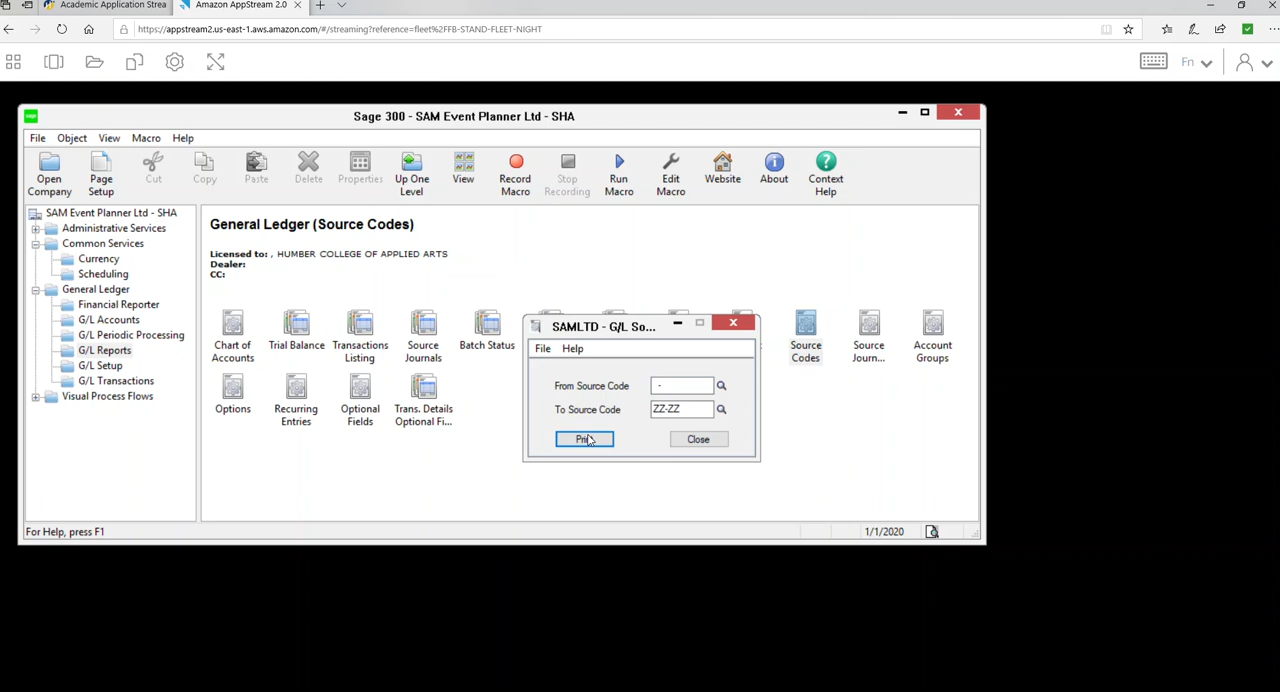 Academic Application Strea
Amazon AppStream 2.0
https://appstream2.us-east-1.aws.amazon.com/#/streaming?reference=fleet%2FFB-STAND-FLEET-NIGHT
Fn
sage
Sage 300 - SAM Event Planner Ltd - SHA
File Object View Macro Help
Open Company
Page Setup
Cut
Copy
Paste
Delete
Properties
Up One Level
View
Record Macro
Stop Recording
Run Macro
Edit Macro
Website
About
Context Help
SAM Event Planner Ltd - SHA
Administrative Services
Common Services
Currency
Scheduling
General Ledger
Financial Reporter
G/L Accounts
G/L Periodic Processing
G/L Reports
G/L Setup
G/L Transactions
Visual Process Flows
General Ledger (Source Codes)
Licensed to: , HUMBER COLLEGE OF APPLIED ARTS
Dealer:
CC:
Chart of Accounts
Trial Balance
Transactions Listing
Source Journals
Batch Status
Source Codes
Source Journ...
Account Groups
Options
Recurring Entries
Optional Fields
Trans. Details Optional Fi...
SAMLTD - G/L So...
File Help
From Source Code -
To Source Code ZZ-ZZ
Close
For Help, press F1
1/1/2020